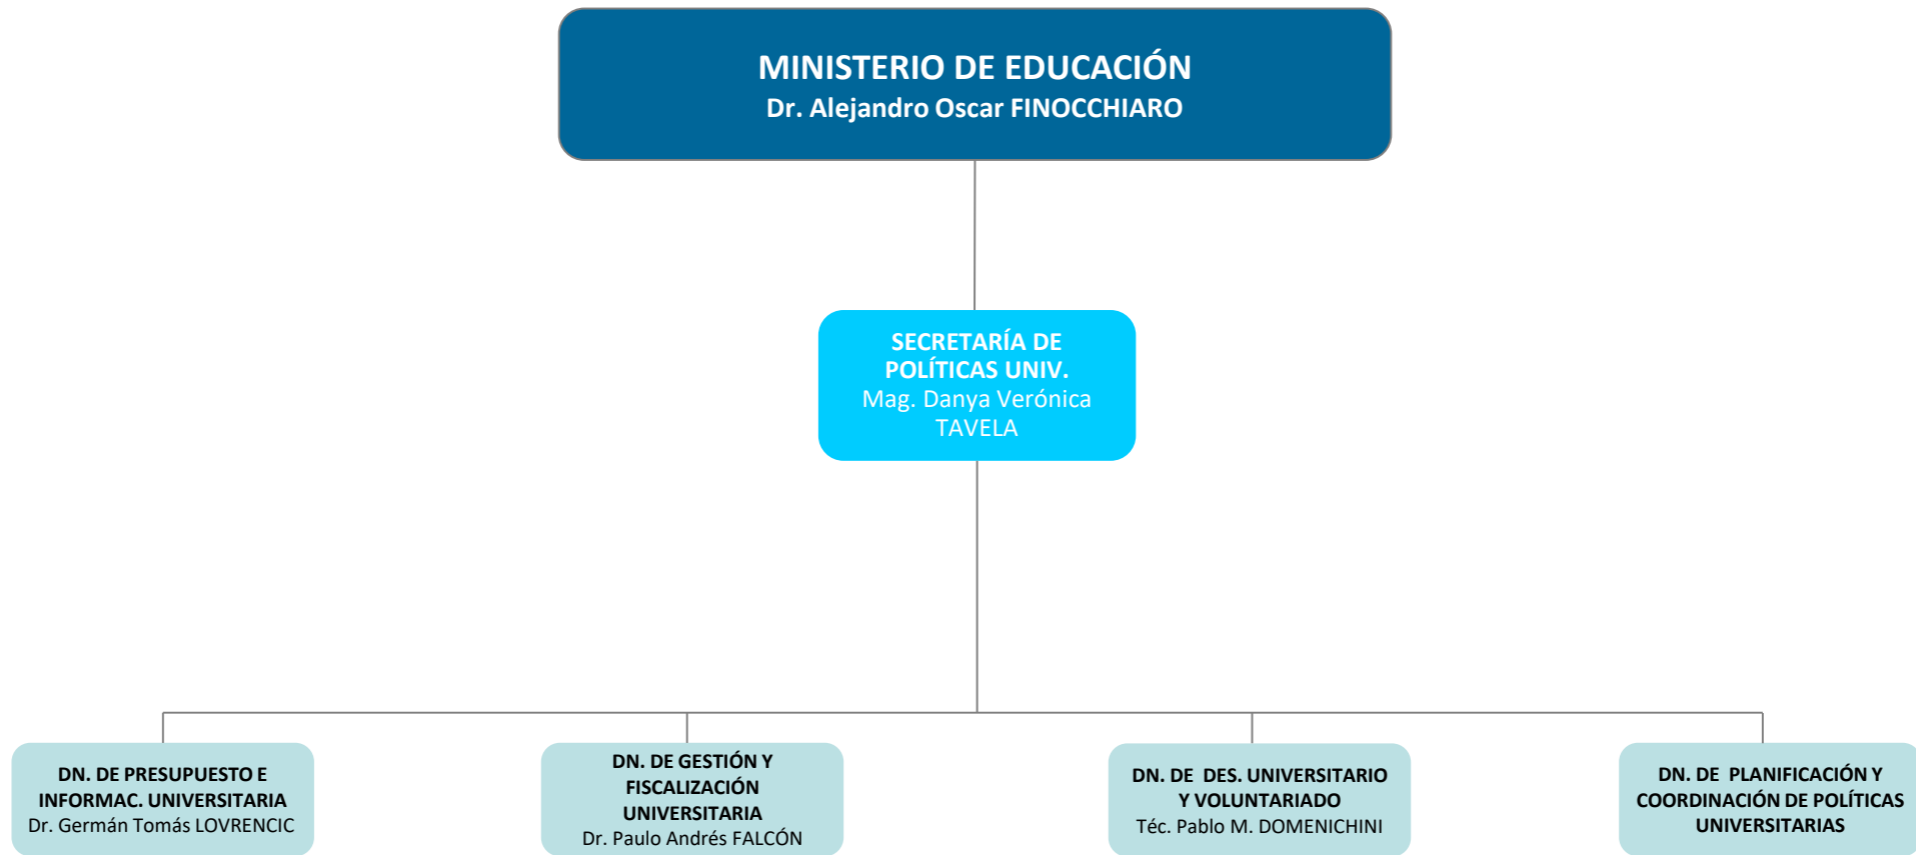 MINISTERIO DE EDUCACIÓN
Dr. Alejandro Oscar FINOCCHIARO
SECRETARÍA DE
POLÍTICAS UNIV.
Mag. Danya Verónica
TAVELA
DN. DE PRESUPUESTO E
INFORMAC. UNIVERSITARIA
Dr. Germán Tomás LOVRENCIC
DN. DE GESTIÓN Y
FISCALIZACIÓN
UNIVERSITARIA
Dr. Paulo Andrés FALCÓN
DN. DE DES. UNIVERSITARIO
Y VOLUNTARIADO
Téc. Pablo M. DOMENICHINI
DN. DE PLANIFICACIÓN Y
COORDINACIÓN DE POLÍTICAS
UNIVERSITARIAS